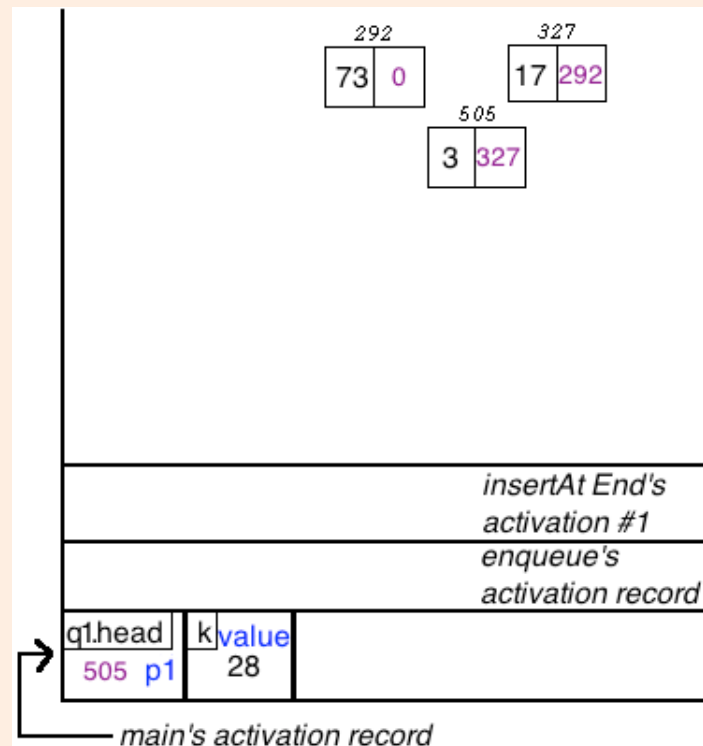 292 327
73 0 17 292
505
3 327
insertAt End's
activation #1
enqueue's
activation record
q1.head k value
505 p1 28
main's activation record